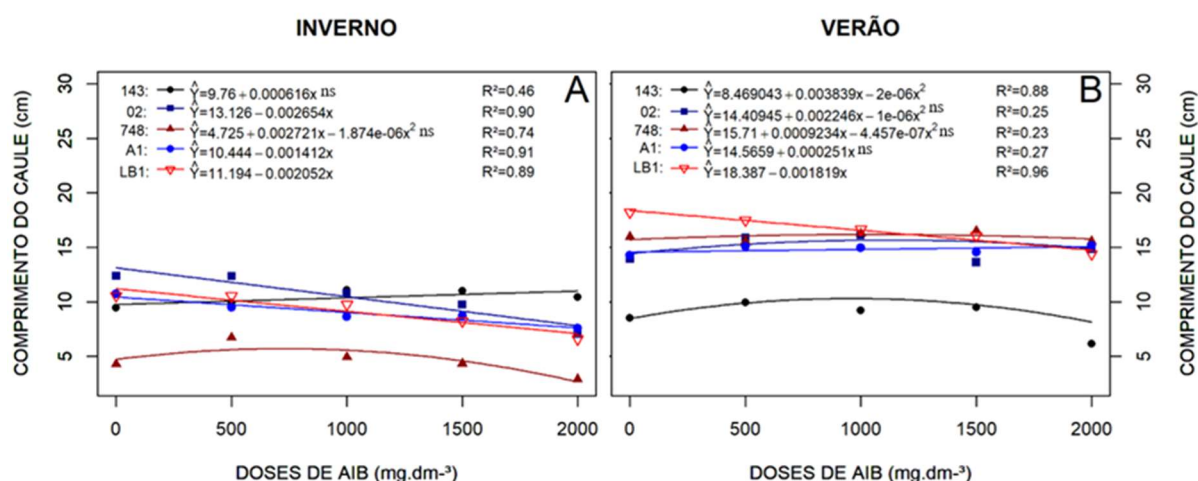 INVERNO
VERÃO
A
143: Ŷ=9.76+0.000616x ns R²=0.46
02: Ŷ=13.126−0.002654x R²=0.90
748: Ŷ=4.725+0.002721x−1.874e-06x² ns R²=0.74
A1: Ŷ=10.444−0.001412x R²=0.91
LB1: Ŷ=11.194−0.002052x R²=0.89
COMPRIMENTO DO CAULE (cm)
30
25
20
15
10
5
0 500 1000 1500 2000
DOSES DE AIB (mg.dm-³)
B
143: Ŷ=8.469043+0.003839x−2e-06x² R²=0.88
02: Ŷ=14.40945+0.002246x−1e-06x² ns R²=0.25
748: Ŷ=15.71+0.0009234x−4.457e-07x² ns R²=0.23
A1: Ŷ=14.5659+0.000251x ns R²=0.27
LB1: Ŷ=18.387−0.001819x R²=0.96
30
25
20
15
10
5
COMPRIMENTO DO CAULE (cm)
0 500 1000 1500 2000
DOSES DE AIB (mg.dm-³)